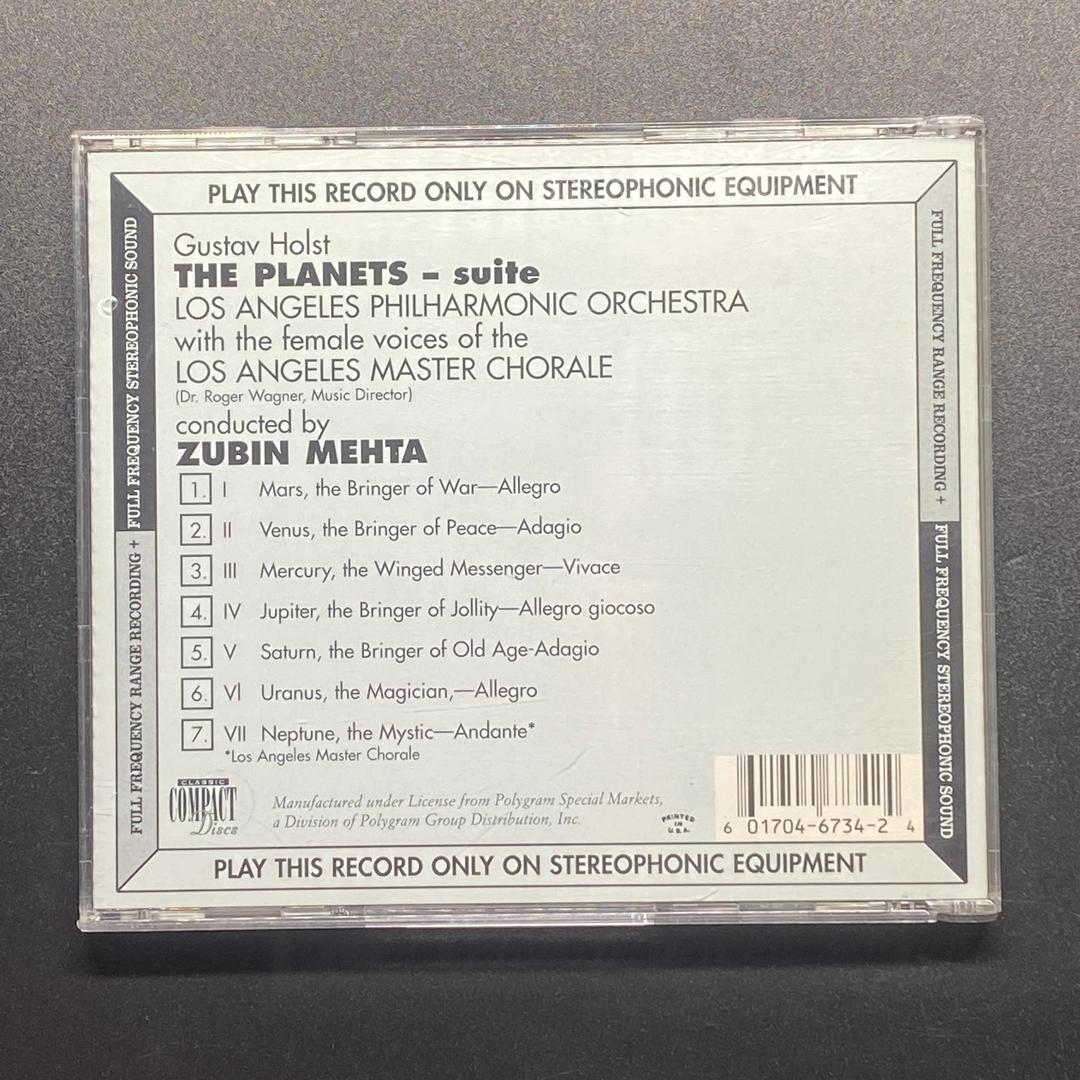 PLAY THIS RECORD ONLY ON STEREOPHONIC EQUIPMENT
FULL FREQUENCY RANGE RECORDING + FULL FREQUENCY STEREOPHONIC SOUND
Gustav Holst
THE PLANETS – suite
LOS ANGELES PHILHARMONIC ORCHESTRA
with the female voices of the
LOS ANGELES MASTER CHORALE
(Dr. Roger Wagner, Music Director)
conducted by
ZUBIN MEHTA
1. I Mars, the Bringer of War—Allegro
2. II Venus, the Bringer of Peace—Adagio
3. III Mercury, the Winged Messenger—Vivace
4. IV Jupiter, the Bringer of Jollity—Allegro giocoso
5. V Saturn, the Bringer of Old Age-Adagio
6. VI Uranus, the Magician,—Allegro
7. VII Neptune, the Mystic—Andante*
*Los Angeles Master Chorale
CLASSIC
COMPACT
Discs
Manufactured under License from Polygram Special Markets,
a Division of Polygram Group Distribution, Inc.
PRINTED
IN
U.S.A.
6 01704-6734-2 4
FULL FREQUENCY RANGE RECORDING + FULL FREQUENCY STEREOPHONIC SOUND
PLAY THIS RECORD ONLY ON STEREOPHONIC EQUIPMENT